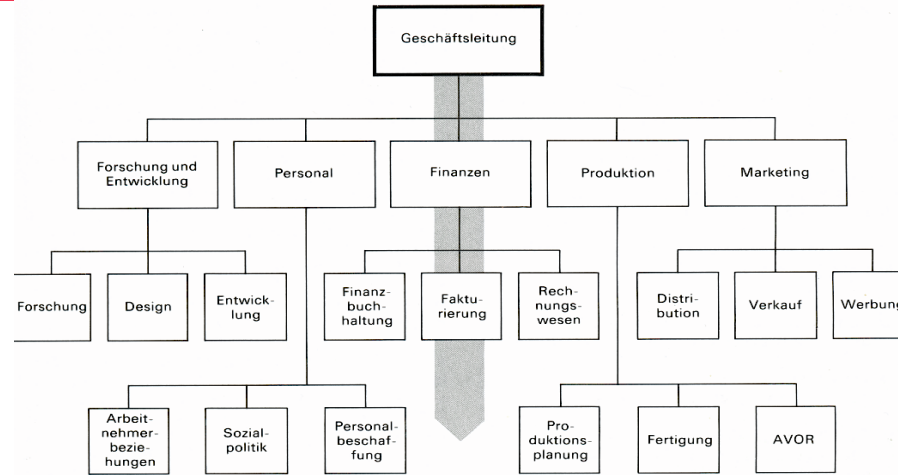 Geschäftsleitung
Forschung und
Entwicklung
Personal
Finanzen
Produktion
Marketing
Forschung
Design
Entwick-
lung
Finanz-
buch-
haltung
Faktu-
rierung
Rech-
nungs-
wesen
Distri-
bution
Verkauf
Werbung
Arbeit-
nehmer-
bezie-
hungen
Sozial-
politik
Personal-
beschaf-
fung
Pro-
duktions-
planung
Fertigung
AVOR